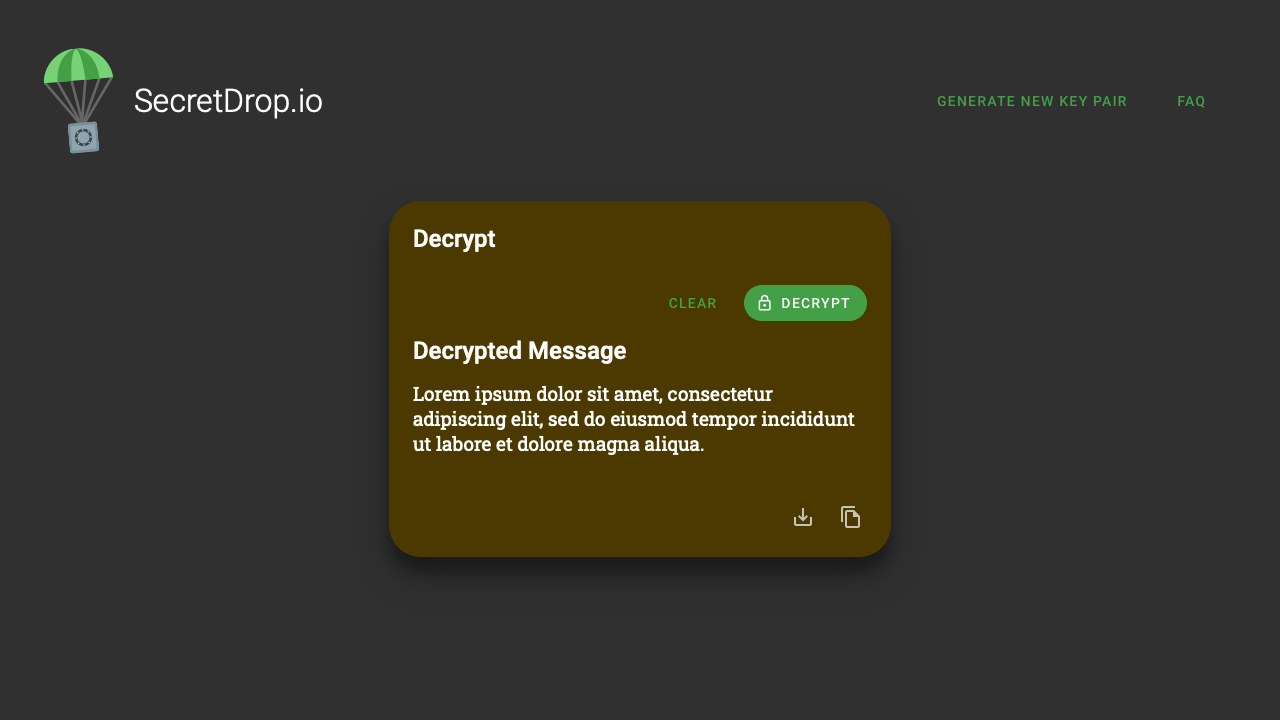 SecretDrop.io
GENERATE NEW KEY PAIR
FAQ
Decrypt
CLEAR
DECRYPT
Decrypted Message
Lorem ipsum dolor sit amet, consectetur
adipiscing elit, sed do eiusmod tempor incididunt
ut labore et dolore magna aliqua.